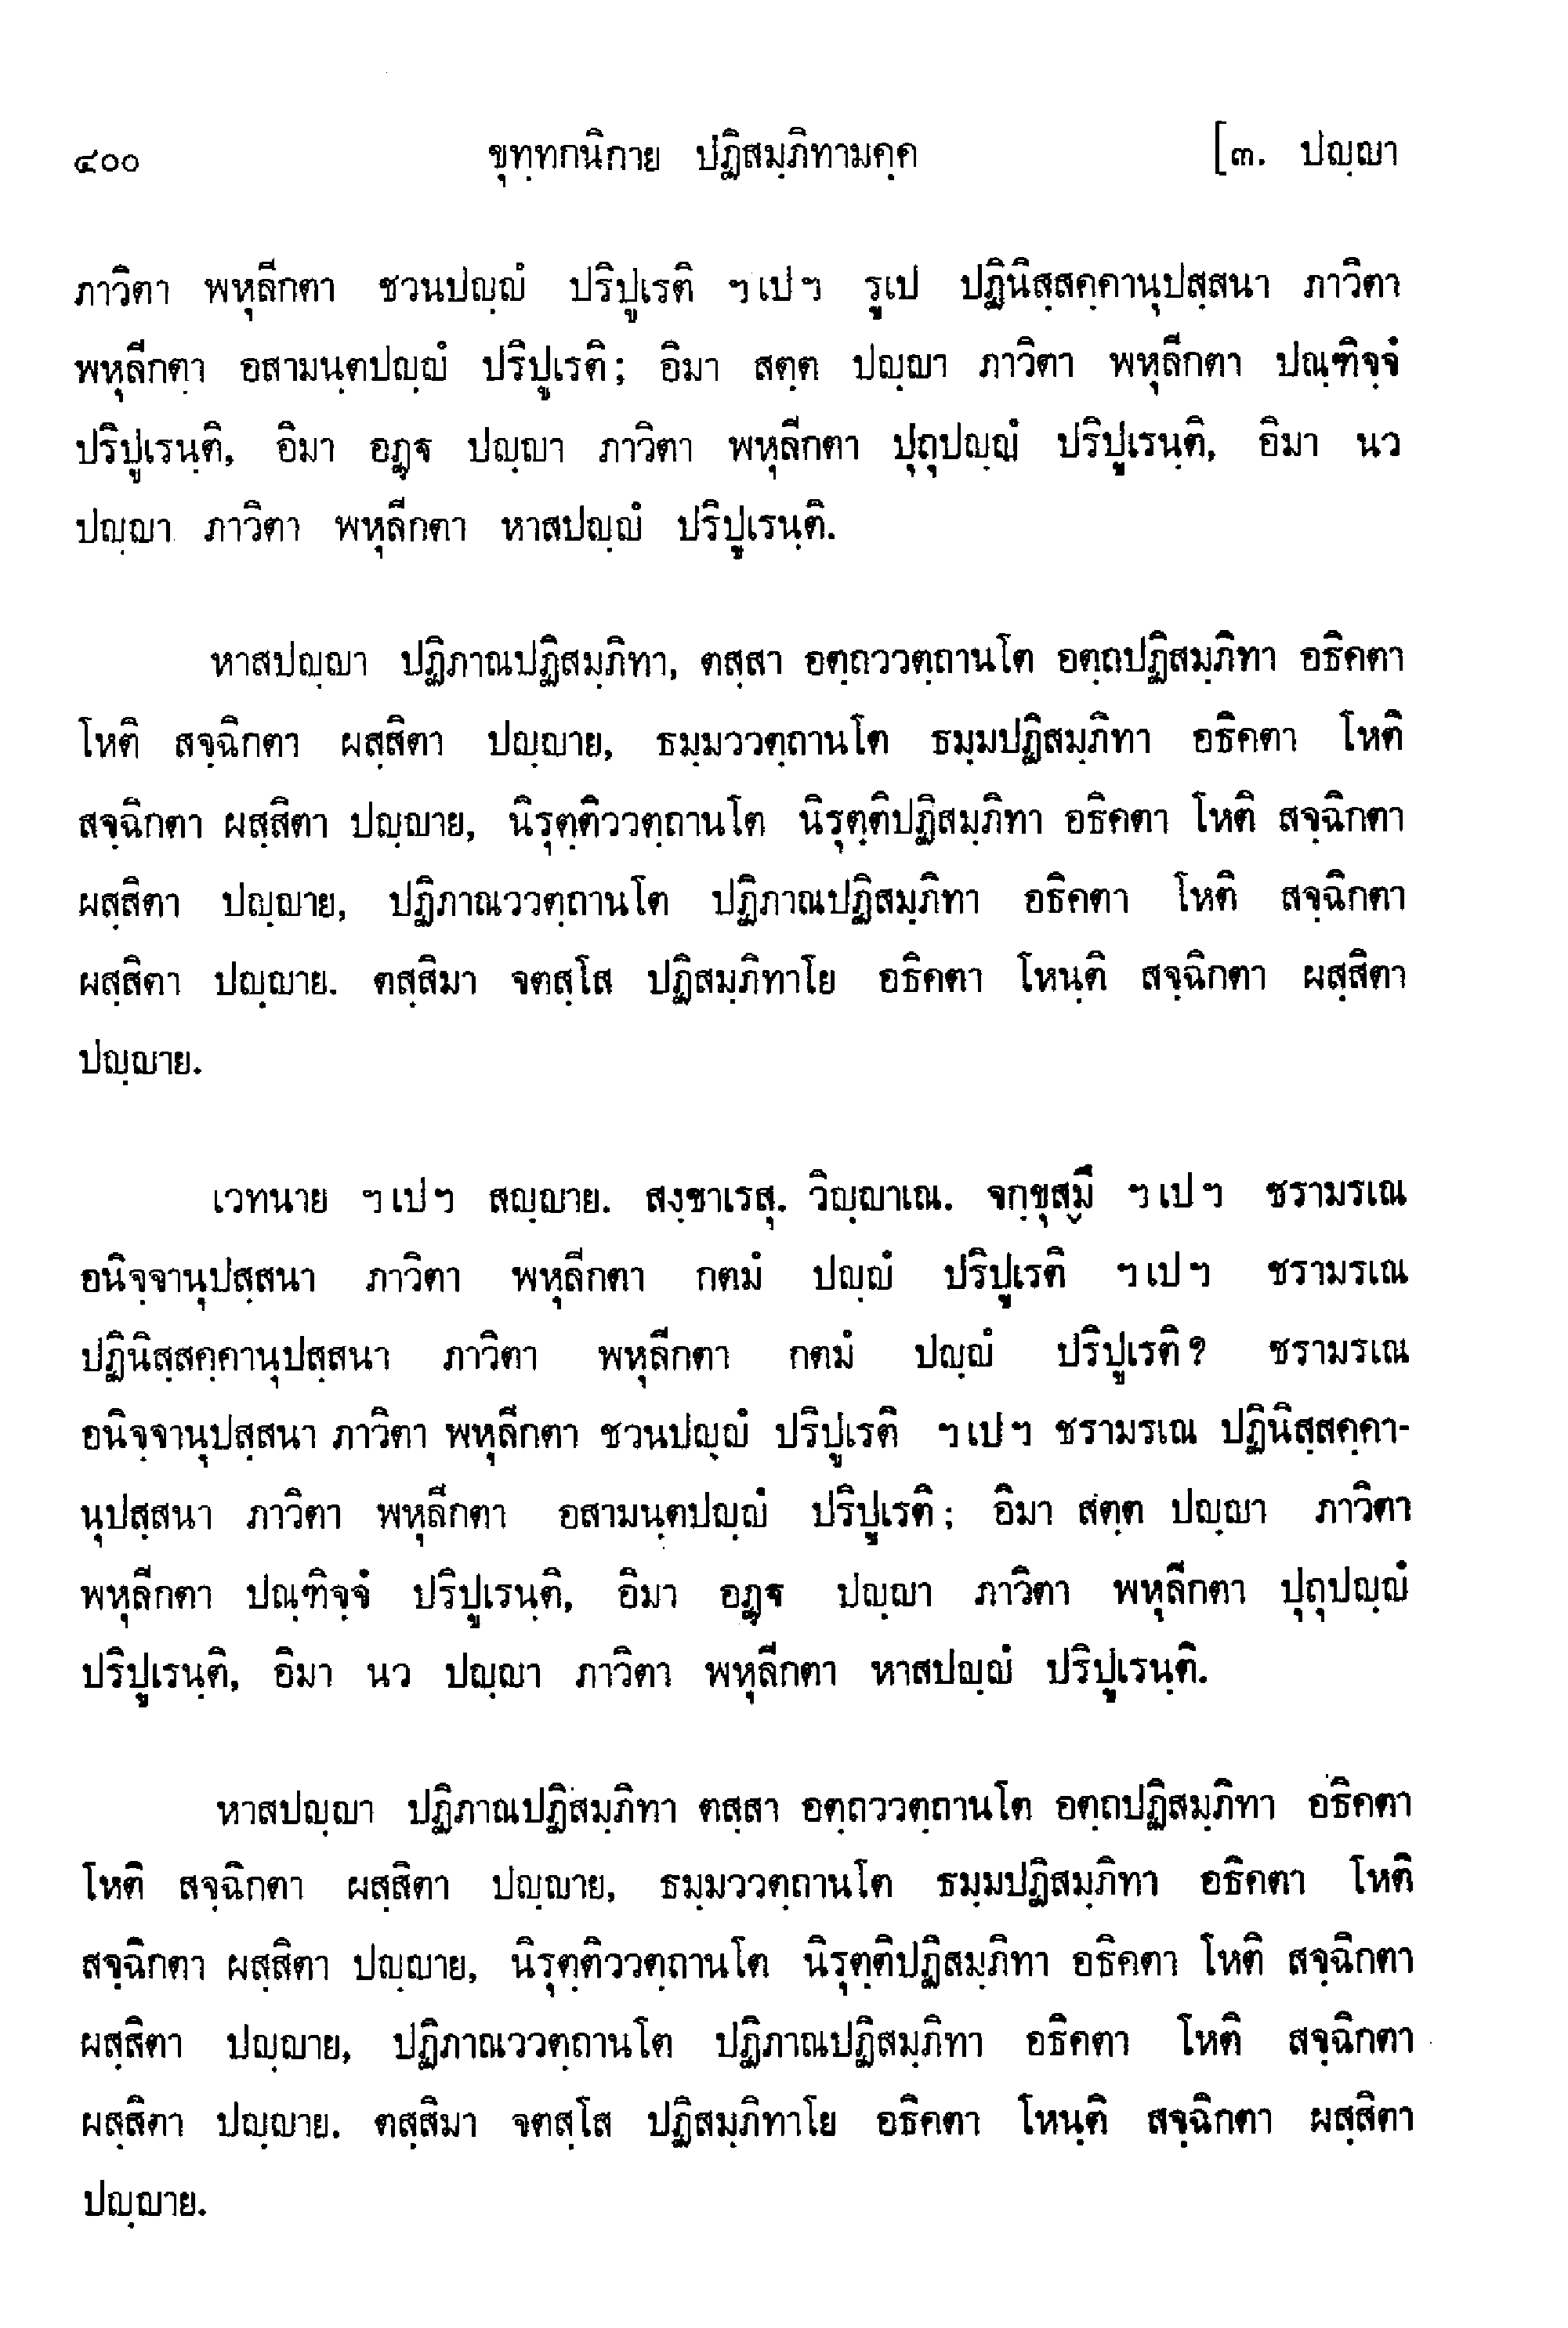 ๔๐๐ ขุทฺทกนิกาย ปฏิสมฺภิทามคฺค [๓. ปญฺญา
ภาวิตา พหุลีกตา ชวนปญฺญํ ปริปูเรติ ฯเปฯ รูเป ปฏินิสฺสคฺคานุปสฺสนา ภาวิตา
พหุลีกตฺา อสามนฺตปญฺญํ ปริปูเรติ; อิมา สตฺต ปญฺญา ภาวิตา พหุลีกตา ปณฺฑิจฺจํ
ปริปูเรนฺติ, อิมา อฏฺฐ ปญฺญา ภาวิตา พหุลีกตา ปุถุปญฺญํ ปริปูเรนฺติ, อิมา นว
ปญฺญา ภาวิตา พหุลีกตา หาสปญฺญํ ปริปูเรนฺติ.
หาสปญฺญา ปฏิภาณปฏิสมฺภิทา, ตสฺสา อตฺถววตฺถานโต อตฺถปฏิสมฺภิทา อธิคตา
โหติ สจฺฉิกตา ผสฺสิตา ปญฺญาย, ธมฺมววตฺถานโต ธมฺมปฏิสมฺภิทา อธิคตา โหติ
สจฺฉิกตา ผสฺสิตา ปญฺญาย, นิรุตฺติววตฺถานโต นิรุตฺติปฏิสมฺภิทา อธิคตา โหติ สจฺฉิกตา
ผสฺสิตา ปญฺญาย, ปฏิภาณววตฺถานโต ปฏิภาณปฏิสมฺภิทา อธิคตา โหติ สจฺฉิกตา
ผสฺสิตา ปญฺญาย. ตสฺสิมา จตสฺโส ปฏิสมฺภิทาโย อธิคตา โหนฺติ สจฺฉิกตา ผสฺสิตา
ปญฺญาย.
เวทนาย ฯเปฯ สญฺญาย. สงฺขาเรสุ. วิญฺญาเณ. จกฺขุสฺมึ ฯเปฯ ชรามรเณ
อนิจฺจานุปสฺสนา ภาวิตา พหุลีกตา กตมํ ปญฺญํ ปริปูเรติ ฯเปฯ ชรามรเณ
ปฏินิสฺสคฺคานุปสฺสนา ภาวิตา พหุลีกตา กตมํ ปญฺญํ ปริปูเรติ? ชรามรเณ
อนิจฺจานุปสฺสนา ภาวิตา พหุลีกตา ชวนปญฺญํ ปริปูเรติ ฯเปฯ ชรามรเณ ปฏินิสฺสคฺคา-
นุปสฺสนา ภาวิตา พหุลีกตา อสามนฺตปญฺญํ ปริปูเรติ; อิมา สตฺต ปญฺญา ภาวิตา
พหุลีกตา ปณฺฑิจฺจํ ปริปูเรนฺติ, อิมา อฏฺฐ ปญฺญา ภาวิตา พหุลีกตา ปุถุปญฺญํ
ปริปูเรนฺติ, อิมา นว ปญฺญา ภาวิตา พหุลีกตา หาสปญฺญํ ปริปูเรนฺติ.
หาสปญฺญา ปฏิภาณปฏิสมฺภิทา ตสฺสา อตฺถววตฺถานโต อตฺถปฏิสมฺภิทา อธิคตา
โหติ สจฺฉิกตา ผสฺสิตา ปญฺญาย, ธมฺมววตฺถานโต ธมฺมปฏิสมฺภิทา อธิคตา โหติ
สจฺฉิกตา ผสฺสิตา ปญฺญาย, นิรุตฺติววตฺถานโต นิรุตฺติปฏิสมฺภิทา อธิคตา โหติ สจฺฉิกตา
ผสฺสิตา ปญฺญาย, ปฏิภาณววตฺถานโต ปฏิภาณปฏิสมฺภิทา อธิคตา โหติ สจฺฉิกตา
ผสฺสิตา ปญฺญาย. ตสฺสิมา จตสฺโส ปฏิสมฺภิทาโย อธิคตา โหนฺติ สจฺฉิกตา ผสฺสิตา
ปญฺญาย.